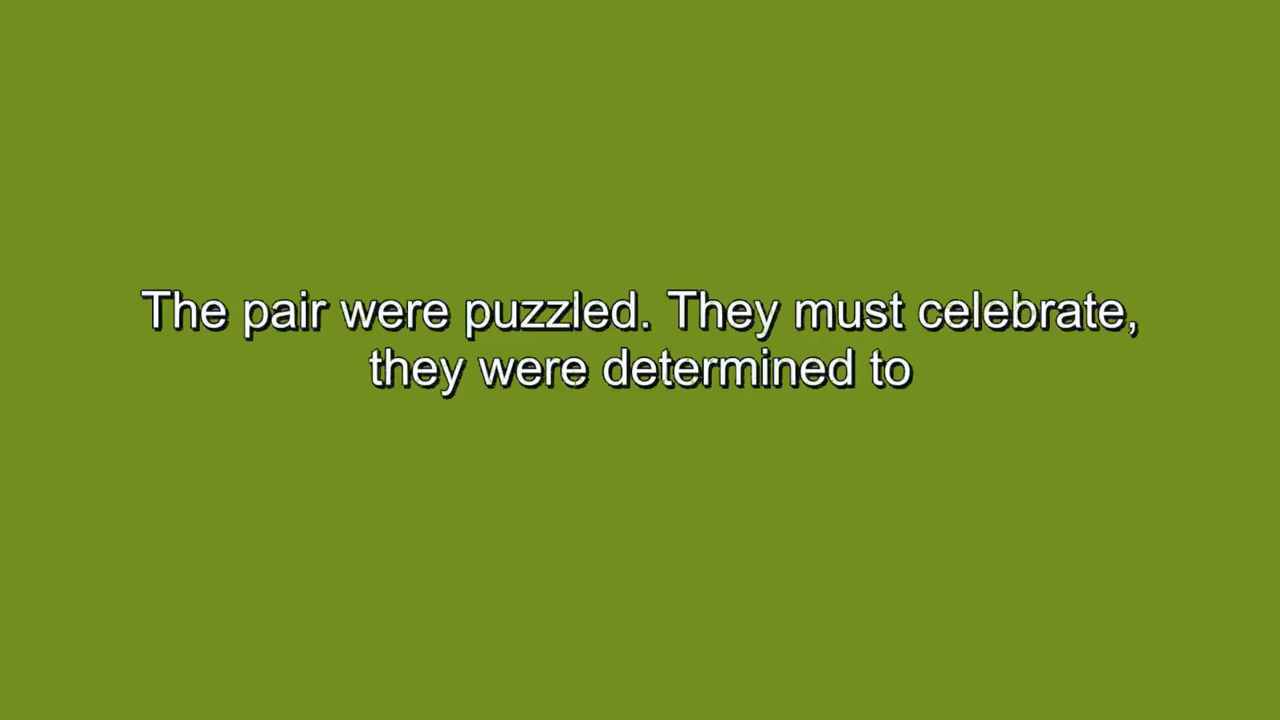 The pair were puzzled. They must celebrate,
they were determined to